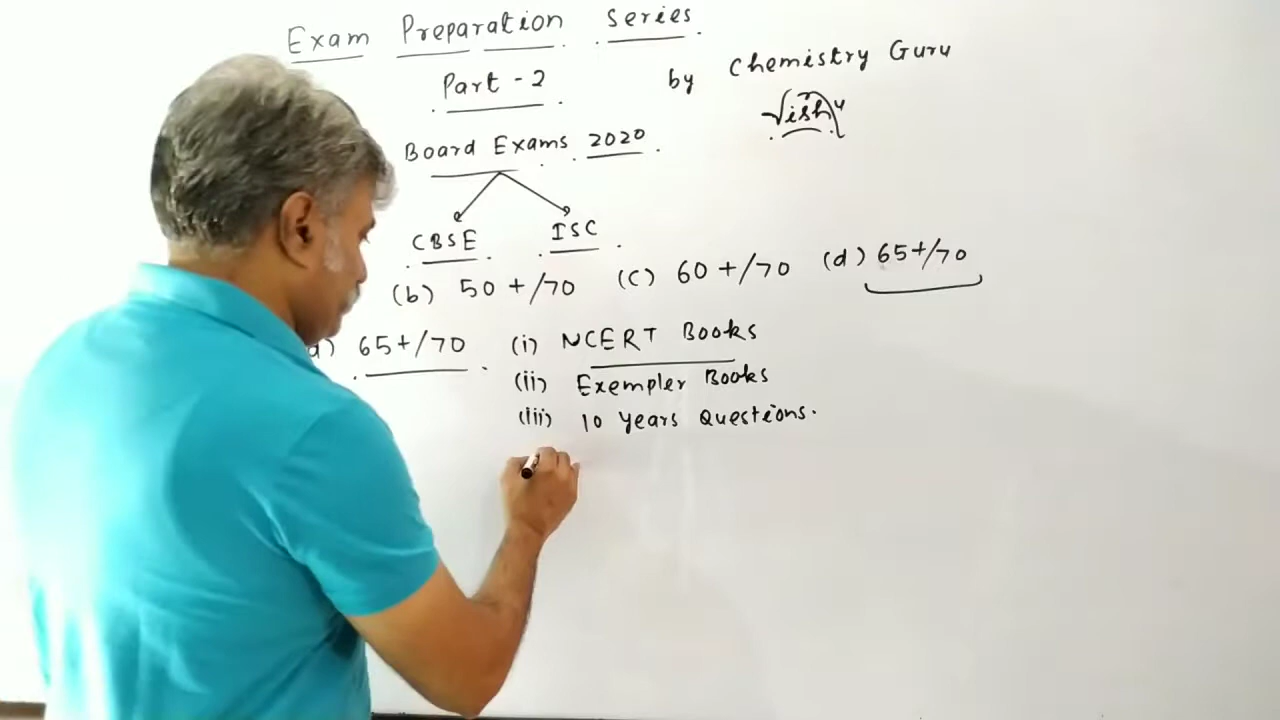 Exam Preparation Series
Part - 2 by Chemistry Guru
Vishy
Board Exams 2020
CBSE ISC
(b) 50+/70 (c) 60+/70 (d) 65+/70
a) 65+/70 (i) NCERT Books
(ii) Exempler Books
(iii) 10 years Questions.